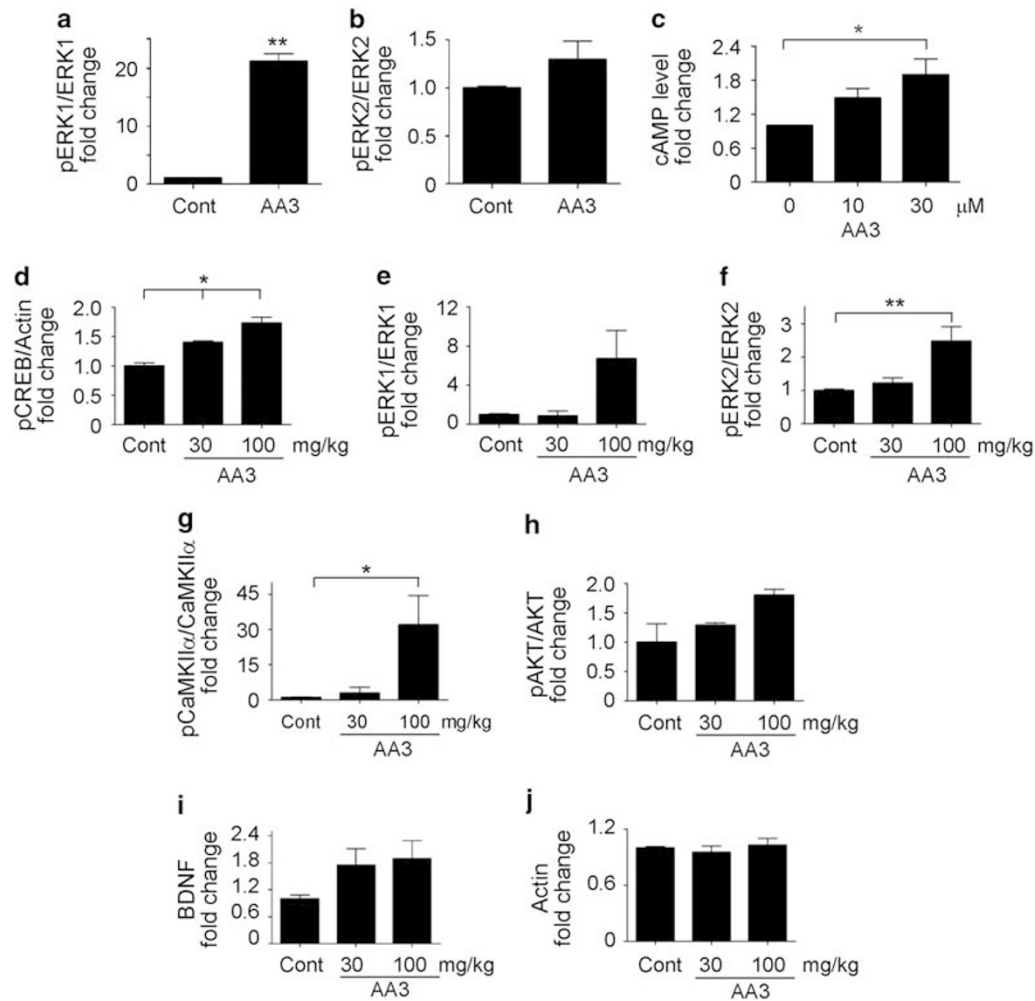 a
pERK1/ERK1
fold change
20
10
0
**
Cont AA3
b
pERK2/ERK2
fold change
1.5
1.0
0.5
0
Cont AA3
c
cAMP level
fold change
2.4
1.8
1.2
0.6
0
*
0 10 30 μM
AA3
d
pCREB/Actin
fold change
2.0
1.5
1.0
0.5
0
*
Cont 30 100 mg/kg
AA3
e
pERK1/ERK1
fold change
12
8
4
0
Cont 30 100 mg/kg
AA3
f
pERK2/ERK2
fold change
3
2
1
0
**
Cont 30 100 mg/kg
AA3
g
pCaMKIIα/CaMKIIα
fold change
45
30
15
0
*
Cont 30 100 mg/kg
AA3
h
pAKT/AKT
fold change
2.0
1.5
1.0
0.5
0
Cont 30 100 mg/kg
AA3
i
BDNF
fold change
2.4
1.8
1.2
0.6
0
Cont 30 100 mg/kg
AA3
j
Actin
fold change
1.2
0.6
0
Cont 30 100 mg/kg
AA3